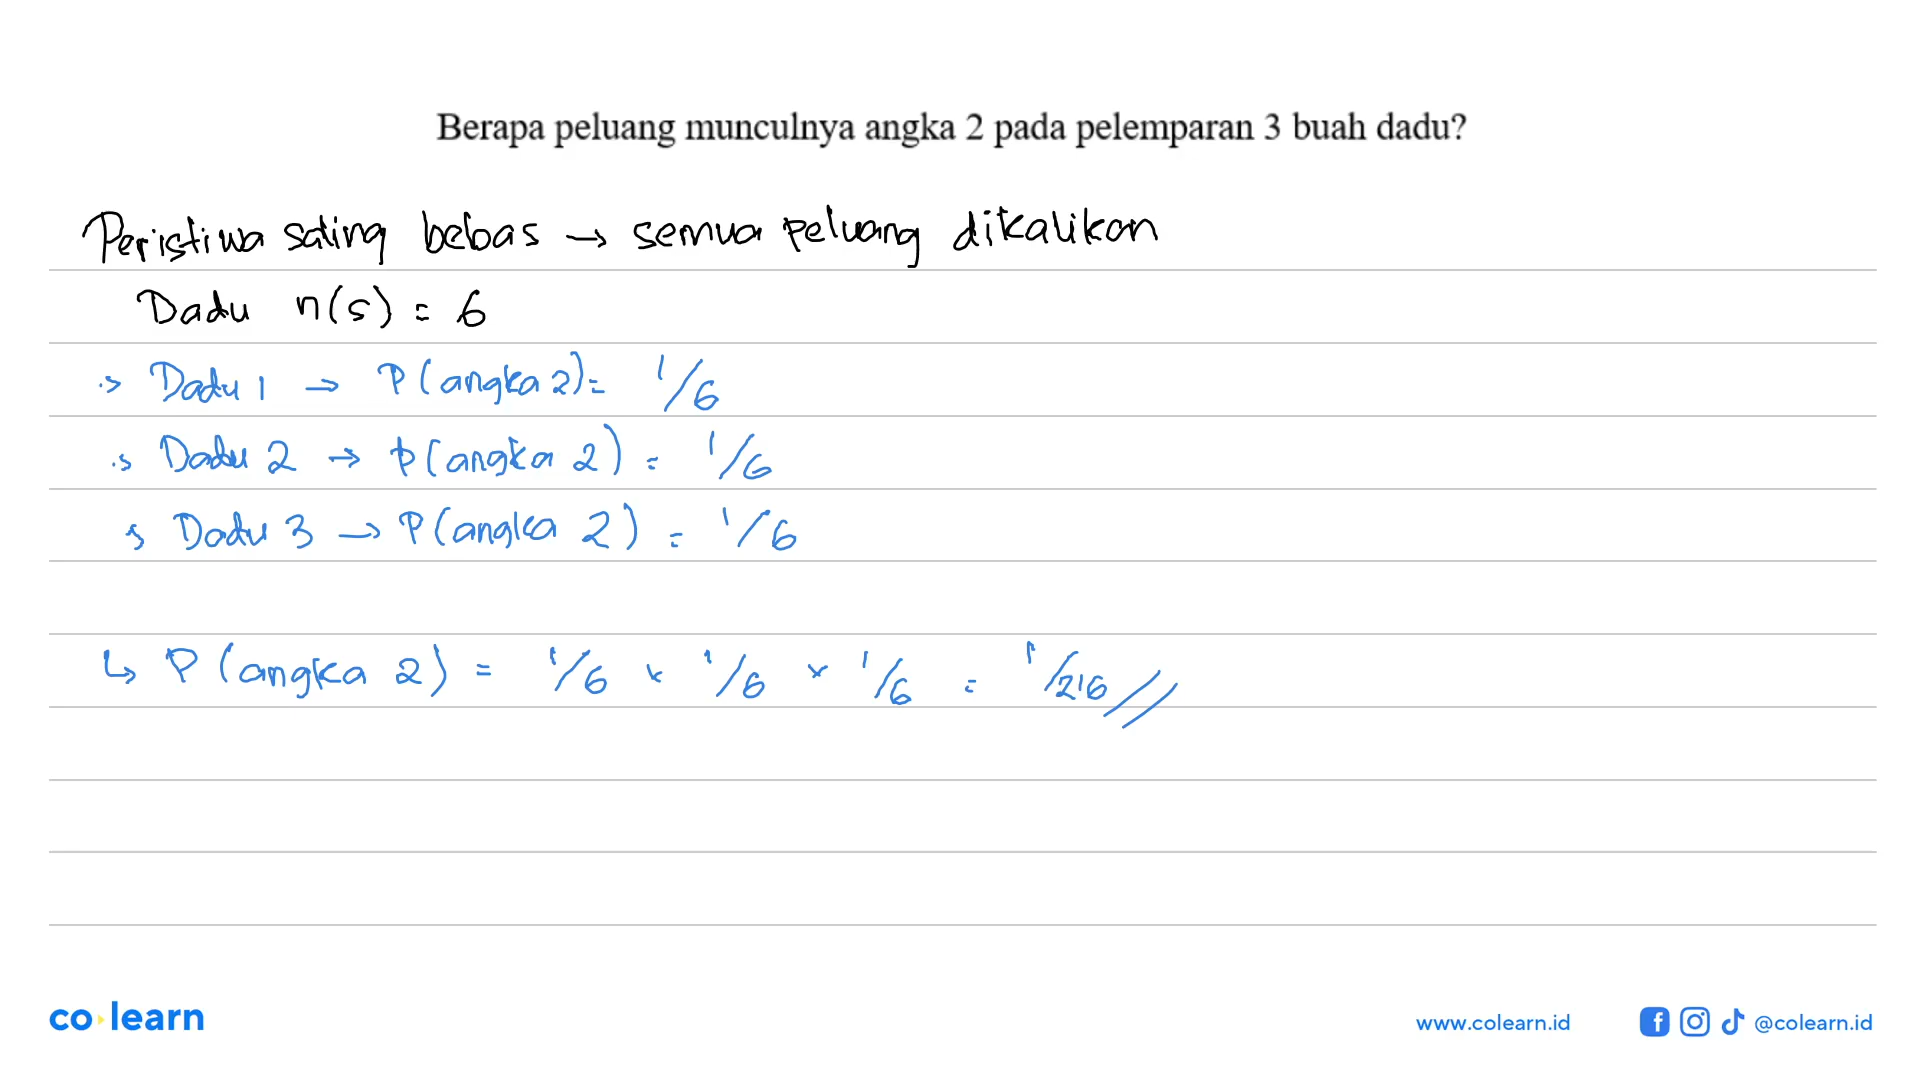 Berapa peluang munculnya angka 2 pada pelemparan 3 buah dadu?
Peristiwa saling bebas → semua peluang dikalikan
Dadu n(s) = 6
Dadu 1 → P(angka 2) = 1/6
Dadu 2 → P(angka 2) = 1/6
Dadu 3 → P(angka 2) = 1/6
↳ P(angka 2) = 1/6 x 1/6 x 1/6 = 1/216 //
co learn
www.colearn.id
@colearn.id